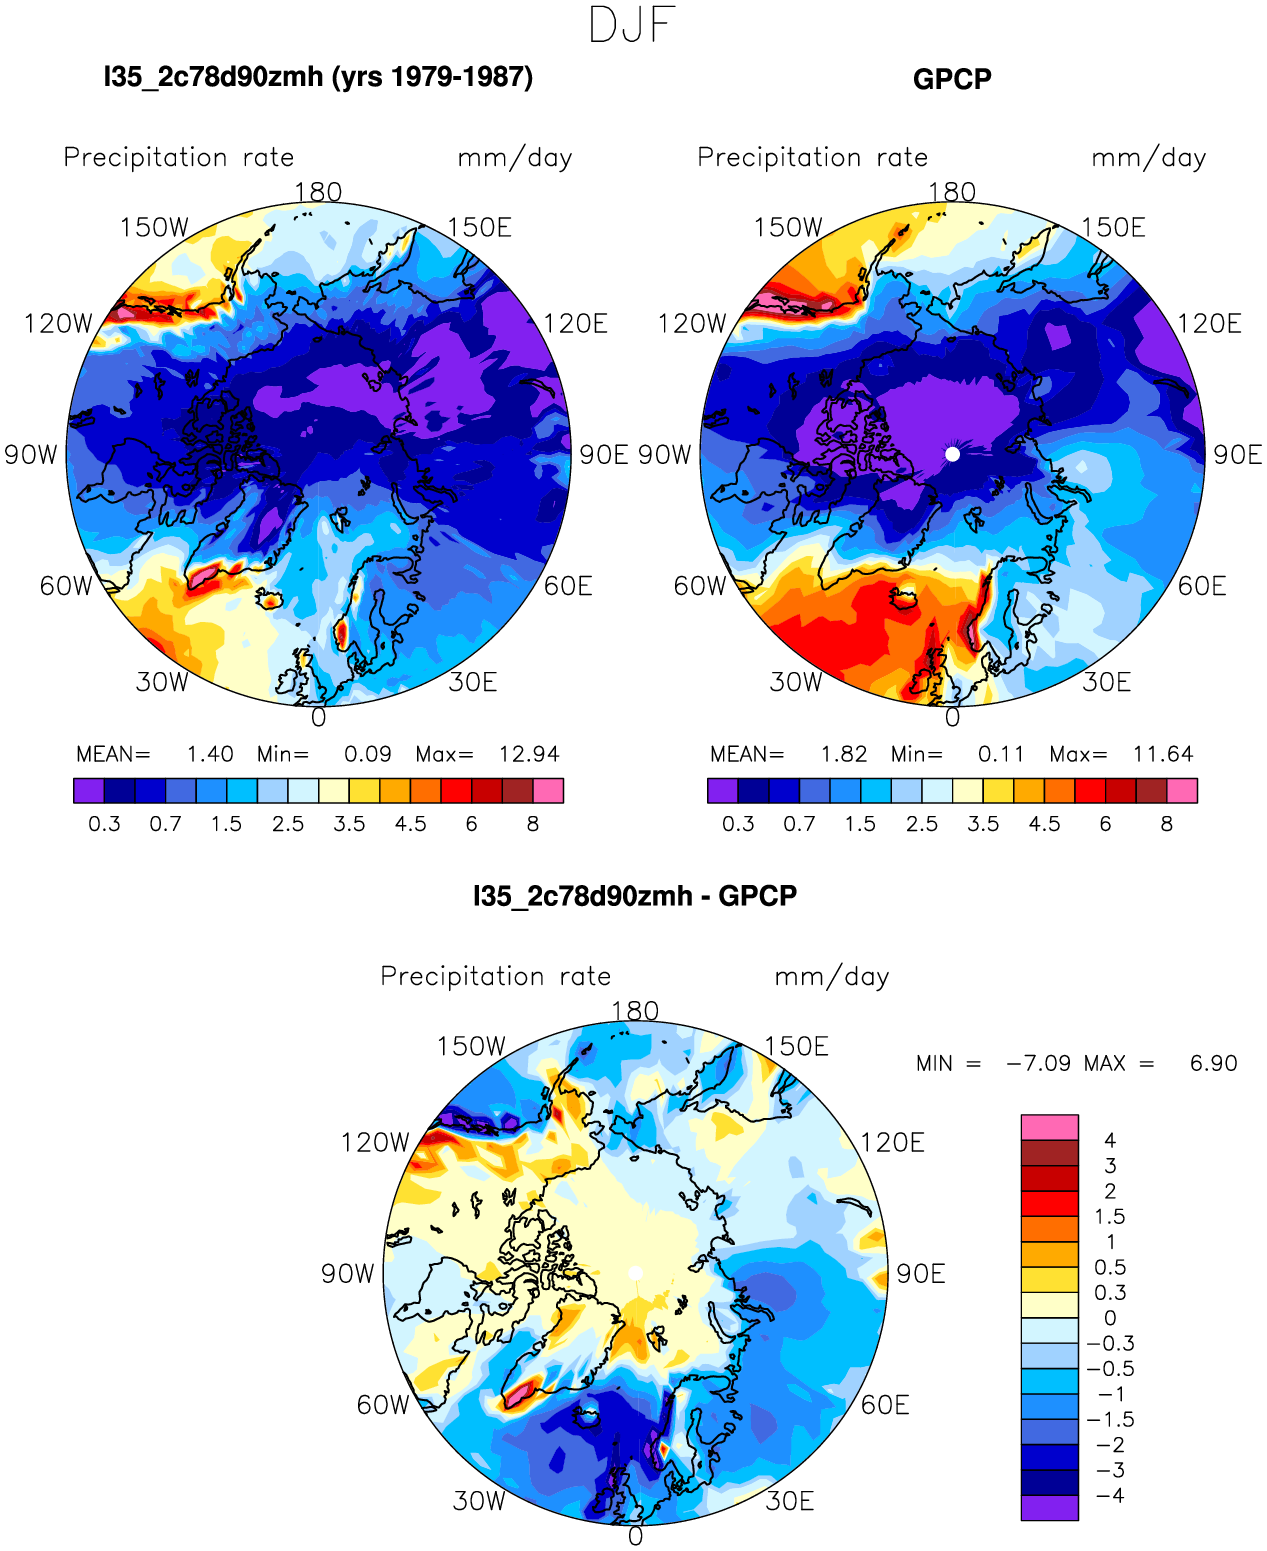 DJF
l35_2c78d90zmh (yrs 1979-1987)
GPCP
Precipitation rate mm/day
Precipitation rate mm/day
180
150W 150E
120W 120E
90W 90E
60W 60E
30W 30E
0
180
150W 150E
120W 120E
90W 90E
60W 60E
30W 30E
0
MEAN= 1.40 Min= 0.09 Max= 12.94
0.3 0.7 1.5 2.5 3.5 4.5 6 8
MEAN= 1.82 Min= 0.11 Max= 11.64
0.3 0.7 1.5 2.5 3.5 4.5 6 8
l35_2c78d90zmh - GPCP
Precipitation rate mm/day
180
150W 150E
120W 120E
90W 90E
60W 60E
30W 30E
0
MIN = −7.09 MAX = 6.90
4
3
2
1.5
1
0.5
0.3
0
−0.3
−0.5
−1
−1.5
−2
−3
−4